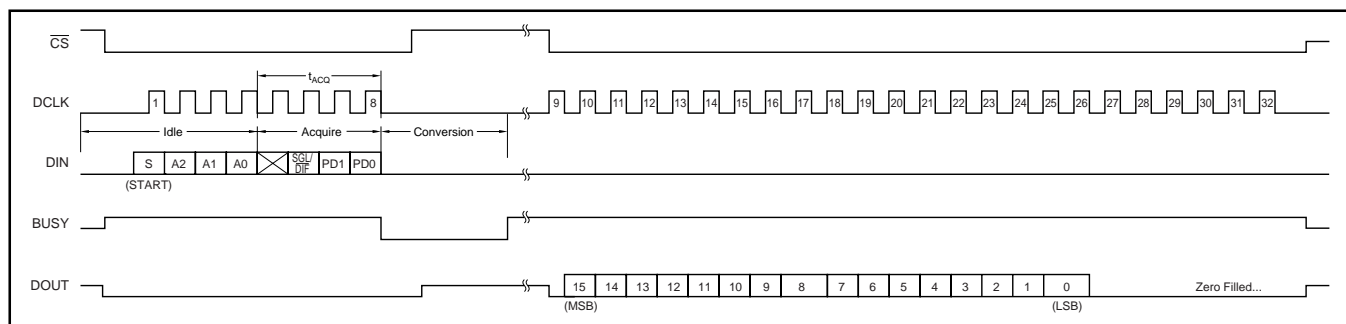 CS
tACQ
DCLK 1 8 9 10 11 12 13 14 15 16 17 18 19 20 21 22 23 24 25 26 27 28 29 30 31 32
Idle Acquire Conversion
DIN S A2 A1 A0 SGL/DIF PD1 PD0
(START)
BUSY
DOUT 15 14 13 12 11 10 9 8 7 6 5 4 3 2 1 0 Zero Filled...
(MSB) (LSB)